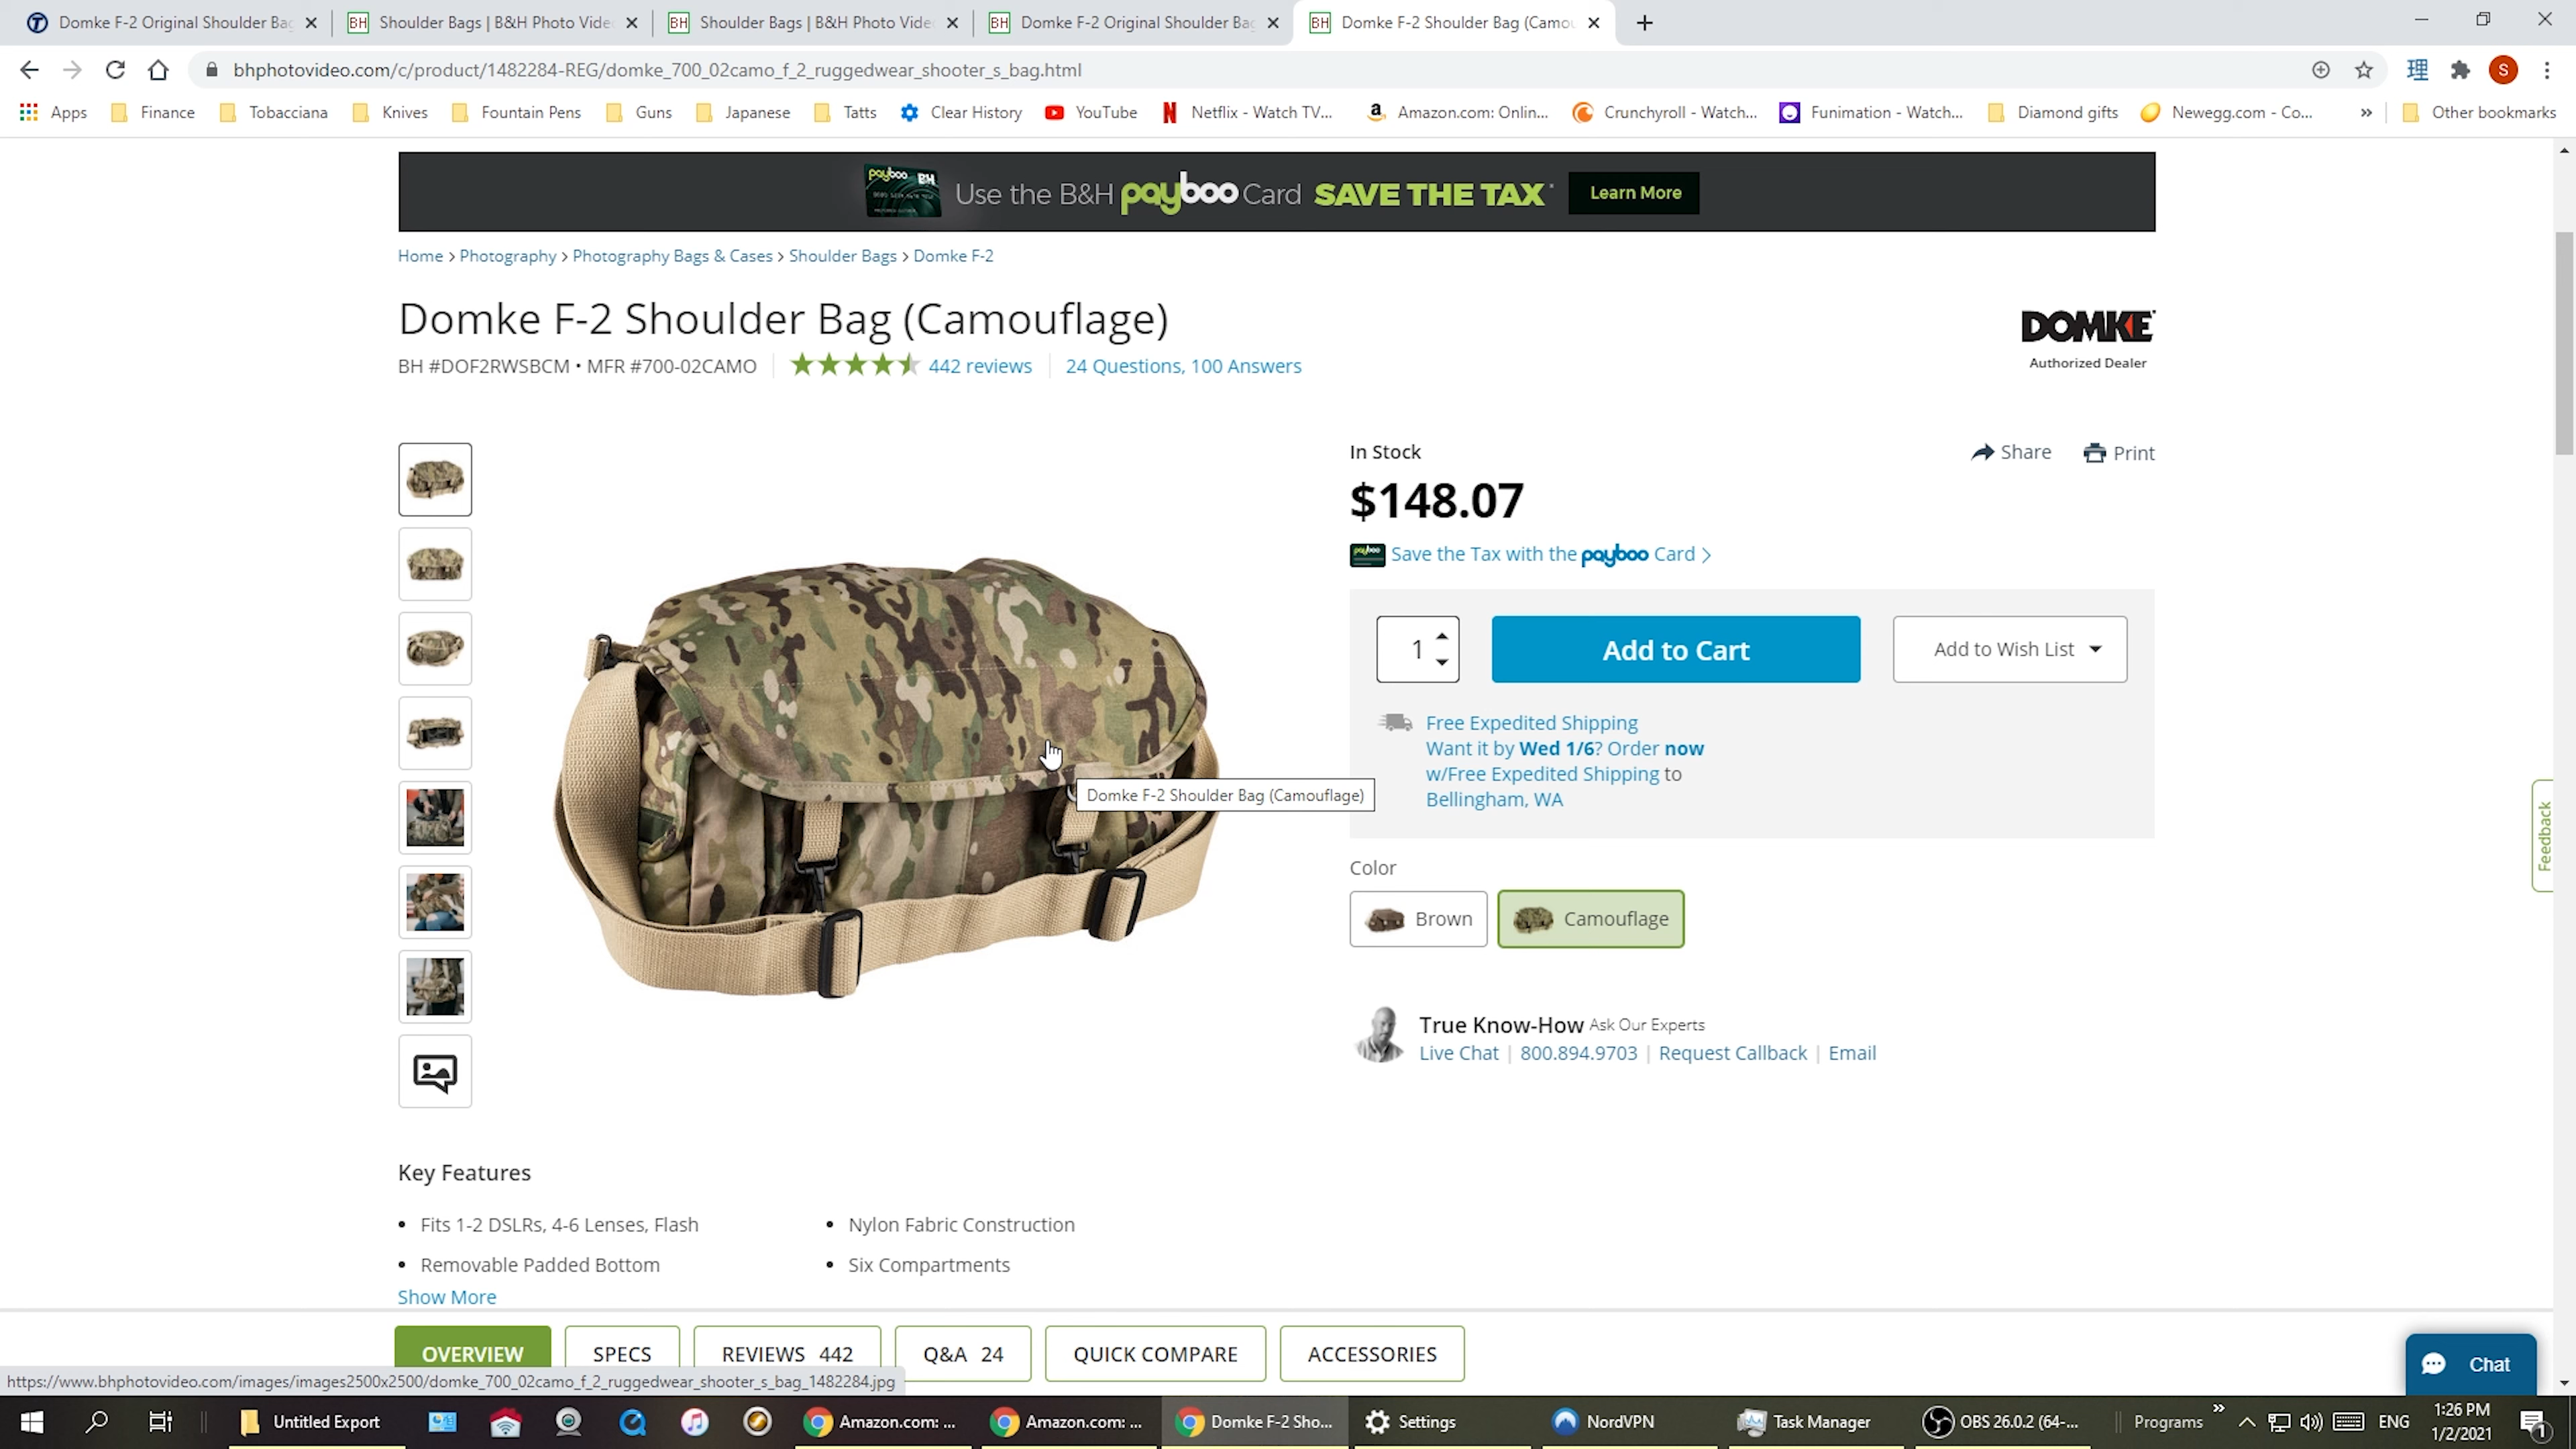 Domke F-2 Original Shoulder Bag
Shoulder Bags | B&H Photo Vide
Shoulder Bags | B&H Photo Vide
Domke F-2 Original Shoulder Bag
Domke F-2 Shoulder Bag (Camou
bhphotovideo.com/c/product/1482284-REG/domke_700_02camo_f_2_ruggedwear_shooter_s_bag.html
理
S
Apps
Finance
Tobacciana
Knives
Fountain Pens
Guns
Japanese
Tatts
Clear History
YouTube
Netflix - Watch TV...
Amazon.com: Onlin...
Crunchyroll - Watch...
Funimation - Watch...
Diamond gifts
Newegg.com - Co...
»
Other bookmarks
payboo BH
Use the B&H payboo Card SAVE THE TAX*
Learn More
Home > Photography > Photography Bags & Cases > Shoulder Bags > Domke F-2
Domke F-2 Shoulder Bag (Camouflage)
BH #DOF2RWSBCM • MFR #700-02CAMO
442 reviews
24 Questions, 100 Answers
DOMKE
Authorized Dealer
In Stock
Share
Print
$148.07
Save the Tax with the payboo Card >
1
Add to Cart
Add to Wish List
Free Expedited Shipping
Want it by Wed 1/6? Order now
w/Free Expedited Shipping to
Bellingham, WA
Domke F-2 Shoulder Bag (Camouflage)
Feedback
Color
Brown
Camouflage
True Know-How Ask Our Experts
Live Chat | 800.894.9703 | Request Callback | Email
Key Features
• Fits 1-2 DSLRs, 4-6 Lenses, Flash
• Nylon Fabric Construction
• Removable Padded Bottom
• Six Compartments
Show More
OVERVIEW
SPECS
REVIEWS 442
Q&A 24
QUICK COMPARE
ACCESSORIES
Chat
https://www.bhphotovideo.com/images/images2500x2500/domke_700_02camo_f_2_ruggedwear_shooter_s_bag_1482284.jpg
Untitled Export
Amazon.com: ...
Amazon.com: ...
Domke F-2 Sho...
Settings
NordVPN
Task Manager
OBS 26.0.2 (64-...
Programs
»
ENG
1:26 PM
1/2/2021
1